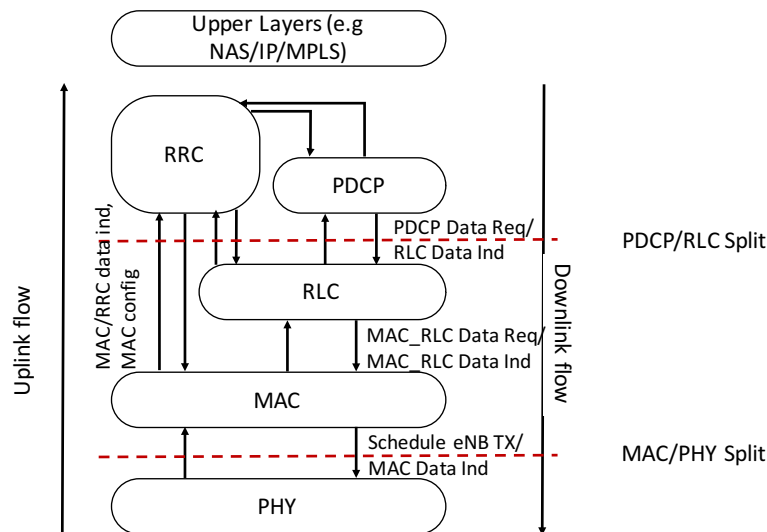 Upper Layers (e.g
NAS/IP/MPLS)
RRC
PDCP
PDCP Data Req/
RLC Data Ind
PDCP/RLC Split
RLC
MAC/RRC data ind,
MAC config
Uplink flow
Downlink flow
MAC_RLC Data Req/
MAC_RLC Data Ind
MAC
Schedule eNB TX/
MAC Data Ind
MAC/PHY Split
PHY